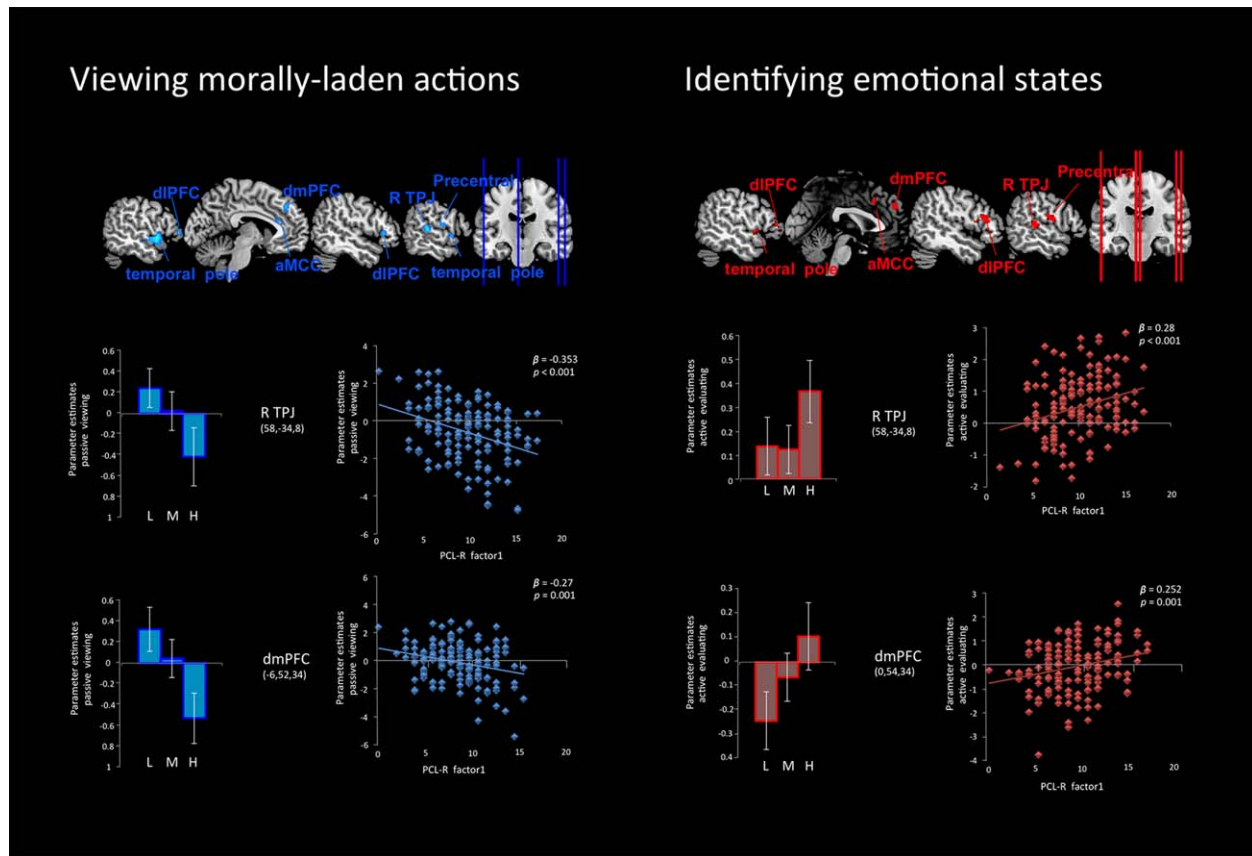 Viewing morally-laden actions
dlPFC
dmPFC
R TPJ
Precentral
temporal pole
aMCC
dlPFC
temporal pole
0.6
0.4
0.2
0
-0.2
-0.4
-0.6
0.8
1
Parameter estimates
passive viewing
L M H
R TPJ
(58,-34,8)
4
2
0
-2
-4
-6
Parameter estimates
passive viewing
0 5 10 15 20
PCL-R factor1
β = -0.353
p < 0.001
0.6
0.4
0.2
0
-0.2
-0.4
-0.6
0.8
1
Parameter estimates
passive viewing
L M H
dmPFC
(-6,52,34)
6
4
2
0
-2
-4
-6
Parameter estimates
passive viewing
0 5 10 15 20
PCL-R factor1
β = -0.27
p = 0.001
Identifying emotional states
dlPFC
dmPFC
R TPJ
Precentral
temporal pole
aMCC
dlPFC
0.6
0.5
0.4
0.3
0.2
0.1
0
Parameter estimates
active evaluating
L M H
R TPJ
(58,-34,8)
3
2
1
0
-1
-2
Parameter estimates
active evaluating
0 5 10 15 20
PCL-R factor1
β = 0.28
p < 0.001
0.3
0.2
0.1
0
-0.1
-0.2
0.3
0.4
Parameter estimates
active evaluating
L M H
dmPFC
(0,54,34)
4
3
2
1
0
-1
-2
-3
-4
Parameter estimates
active evaluating
0 5 10 15 20
PCL-R factor1
β = 0.252
p = 0.001